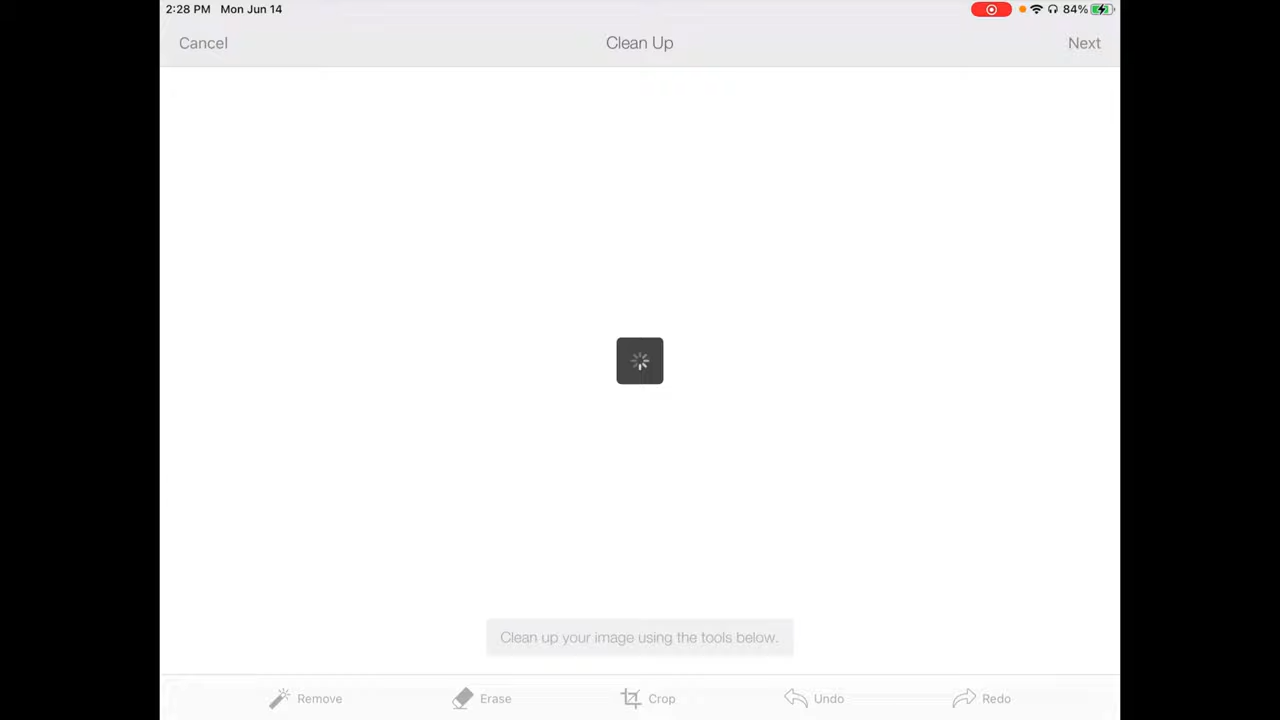 2:28 PM Mon Jun 14 84%
Cancel Clean Up Next
Clean up your image using the tools below.
Remove Erase Crop Undo Redo